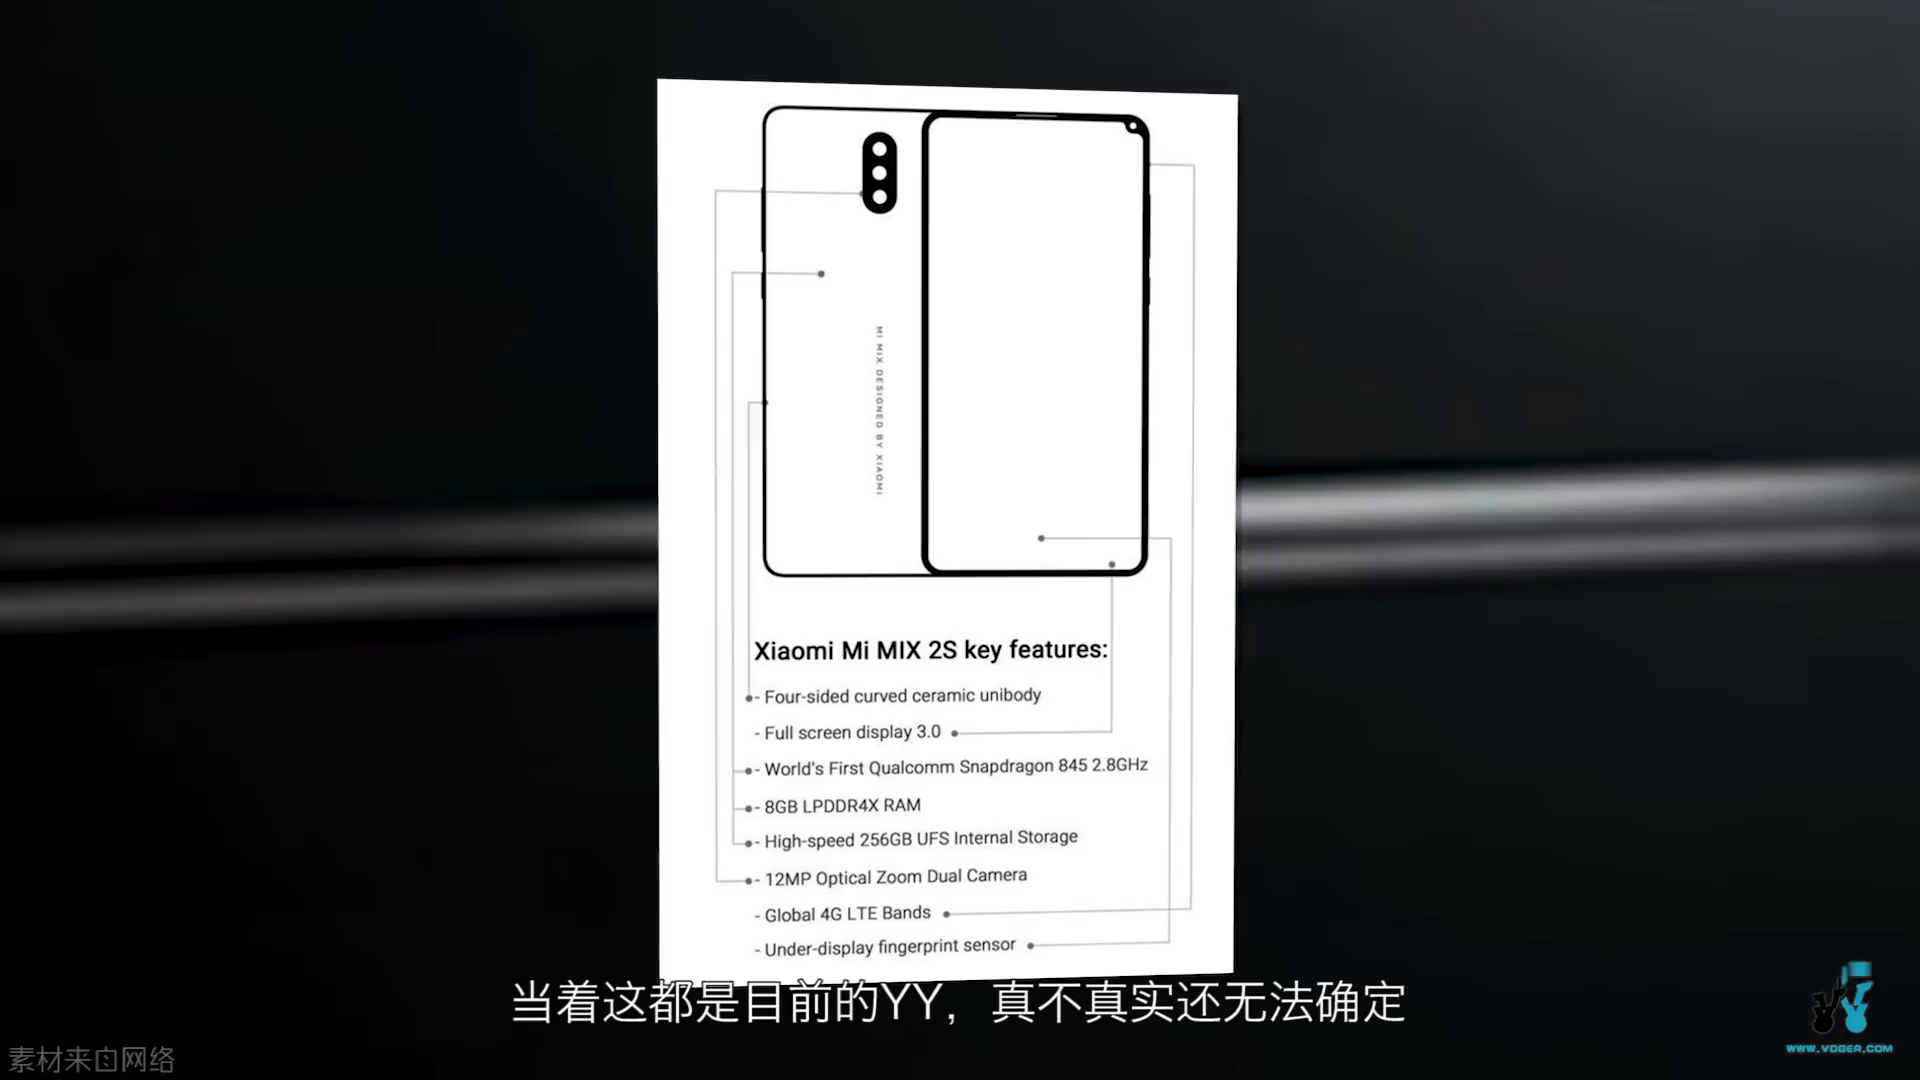 MI MIX DESIGNED BY XIAOMI
Xiaomi Mi MIX 2S key features:
- Four-sided curved ceramic unibody
- Full screen display 3.0
- World's First Qualcomm Snapdragon 845 2.8GHz
- 8GB LPDDR4X RAM
- High-speed 256GB UFS Internal Storage
- 12MP Optical Zoom Dual Camera
- Global 4G LTE Bands
- Under-display fingerprint sensor
当着这都是目前的YY，真不真实还无法确定
素材来自网络
WWW.VOGER.COM